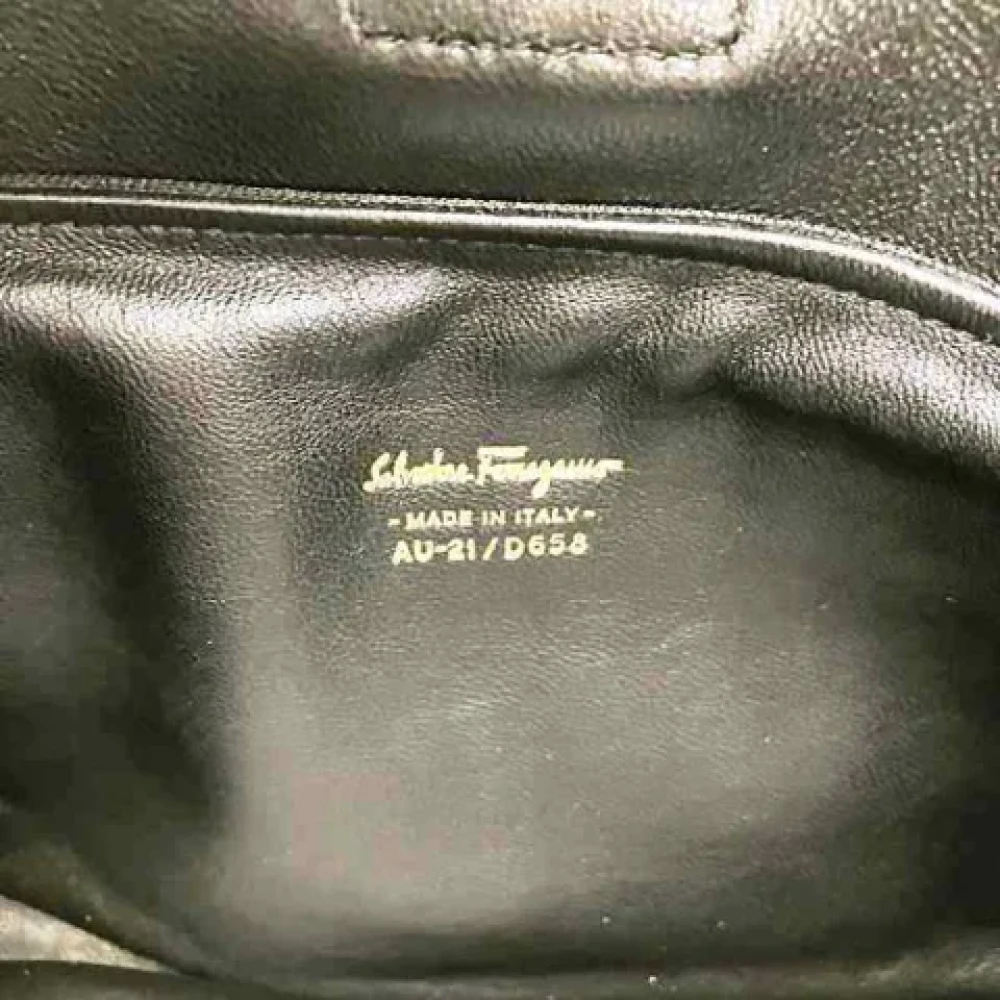 Salvatore Ferragamo
- MADE IN ITALY -
AU-21/D658